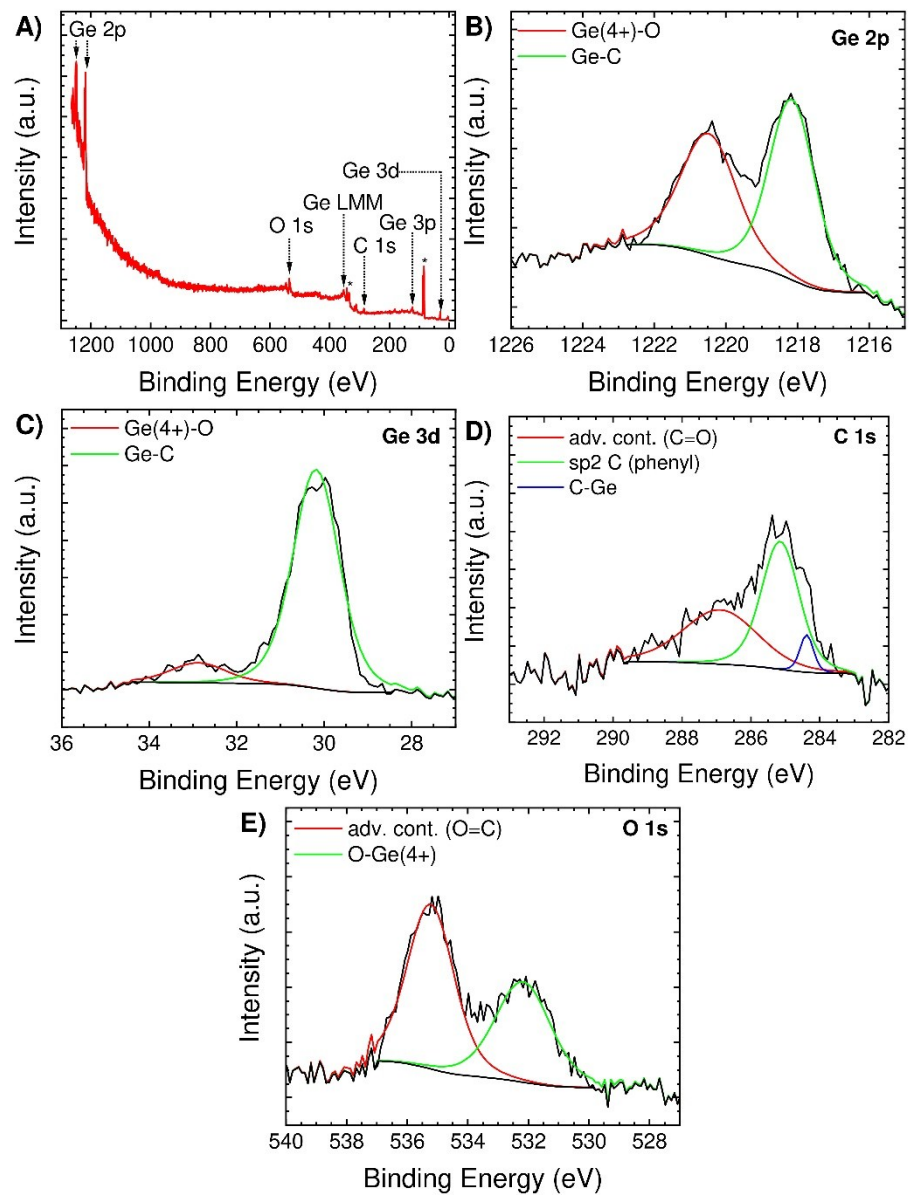 A)
Ge 2p
Ge 3d
Ge LMM
Ge 3p
O 1s
C 1s
*
*
Intensity (a.u.)
1200 1000 800 600 400 200 0
Binding Energy (eV)
B)
Ge(4+)-O
Ge-C
Ge 2p
Intensity (a.u.)
1226 1224 1222 1220 1218 1216
Binding Energy (eV)
C)
Ge(4+)-O
Ge-C
Ge 3d
Intensity (a.u.)
36 34 32 30 28
Binding Energy (eV)
D)
adv. cont. (C=O)
sp2 C (phenyl)
C-Ge
C 1s
Intensity (a.u.)
292 290 288 286 284 282
Binding Energy (eV)
E)
adv. cont. (O=C)
O-Ge(4+)
O 1s
Intensity (a.u.)
540 538 536 534 532 530 528
Binding Energy (eV)